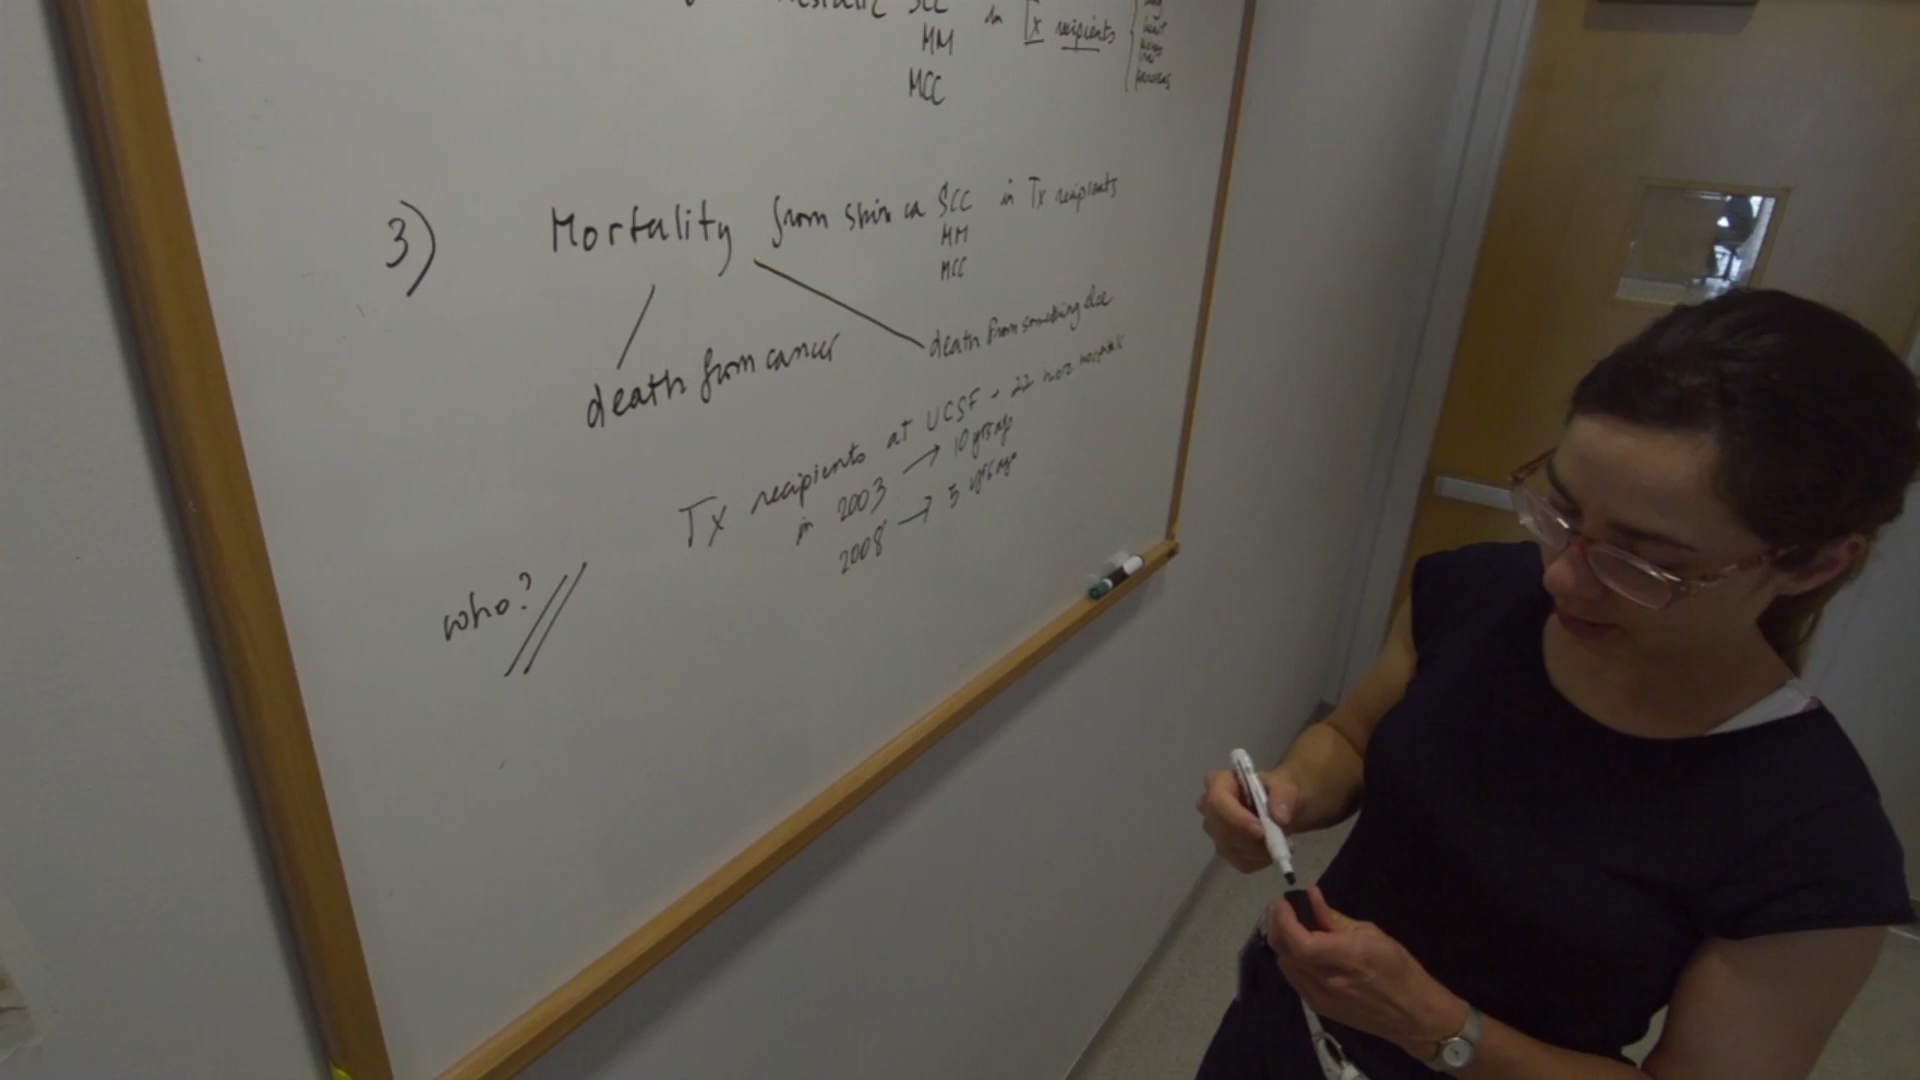 SCC in Tx recipients
MM
MCC
pancreas
3) Mortality from skin ca SCC in Tx recipients
MM
MCC
death from cancer
death from something else
Tx recipients at UCSF + 22 more hospitals
in 2003 → 10 yrs ago
2008 → 5 yrs ago
who?